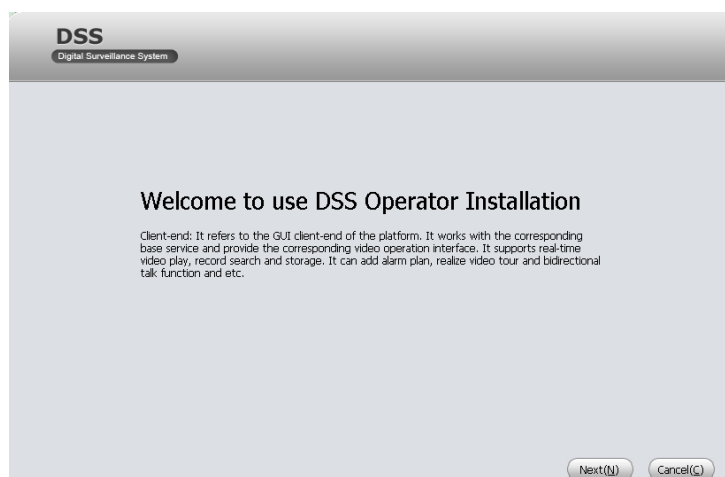 DSS
Digital Surveillance System
Welcome to use DSS Operator Installation
Client-end: It refers to the GUI client-end of the platform. It works with the corresponding
base service and provide the corresponding video operation interface. It supports real-time
video play, record search and storage. It can add alarm plan, realize video tour and bidirectional
talk function and etc.
Next(N) Cancel(C)